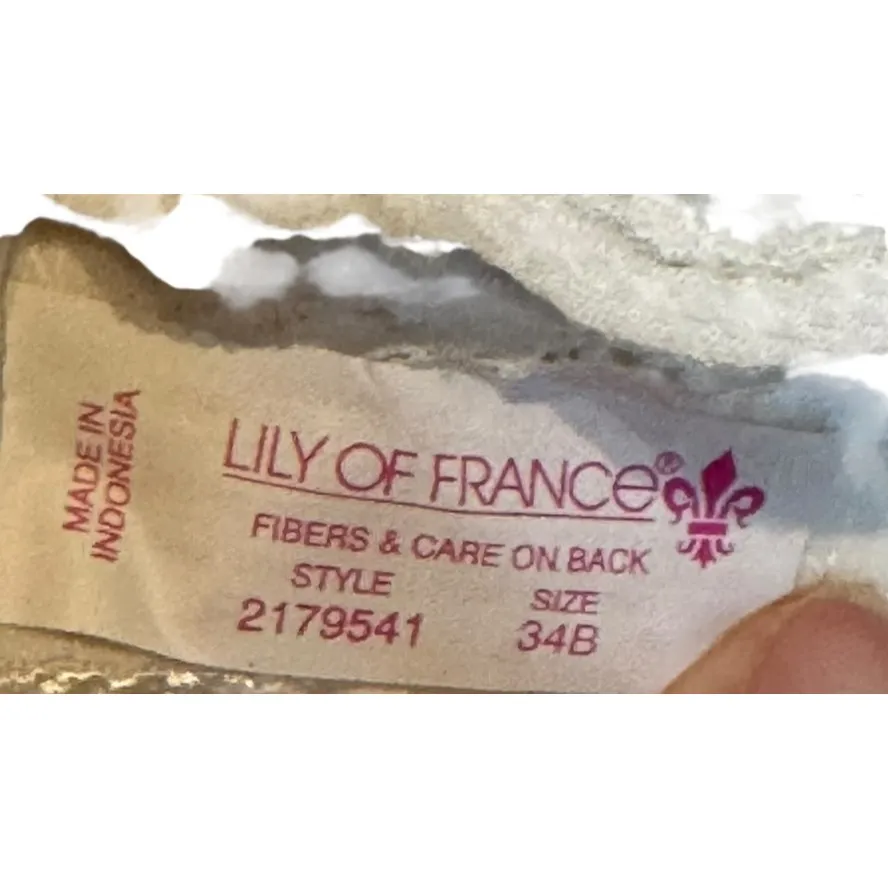 MADE IN
INDONESIA
LILY OF FRANCe®
FIBERS & CARE ON BACK
STYLE
2179541
SIZE
34B